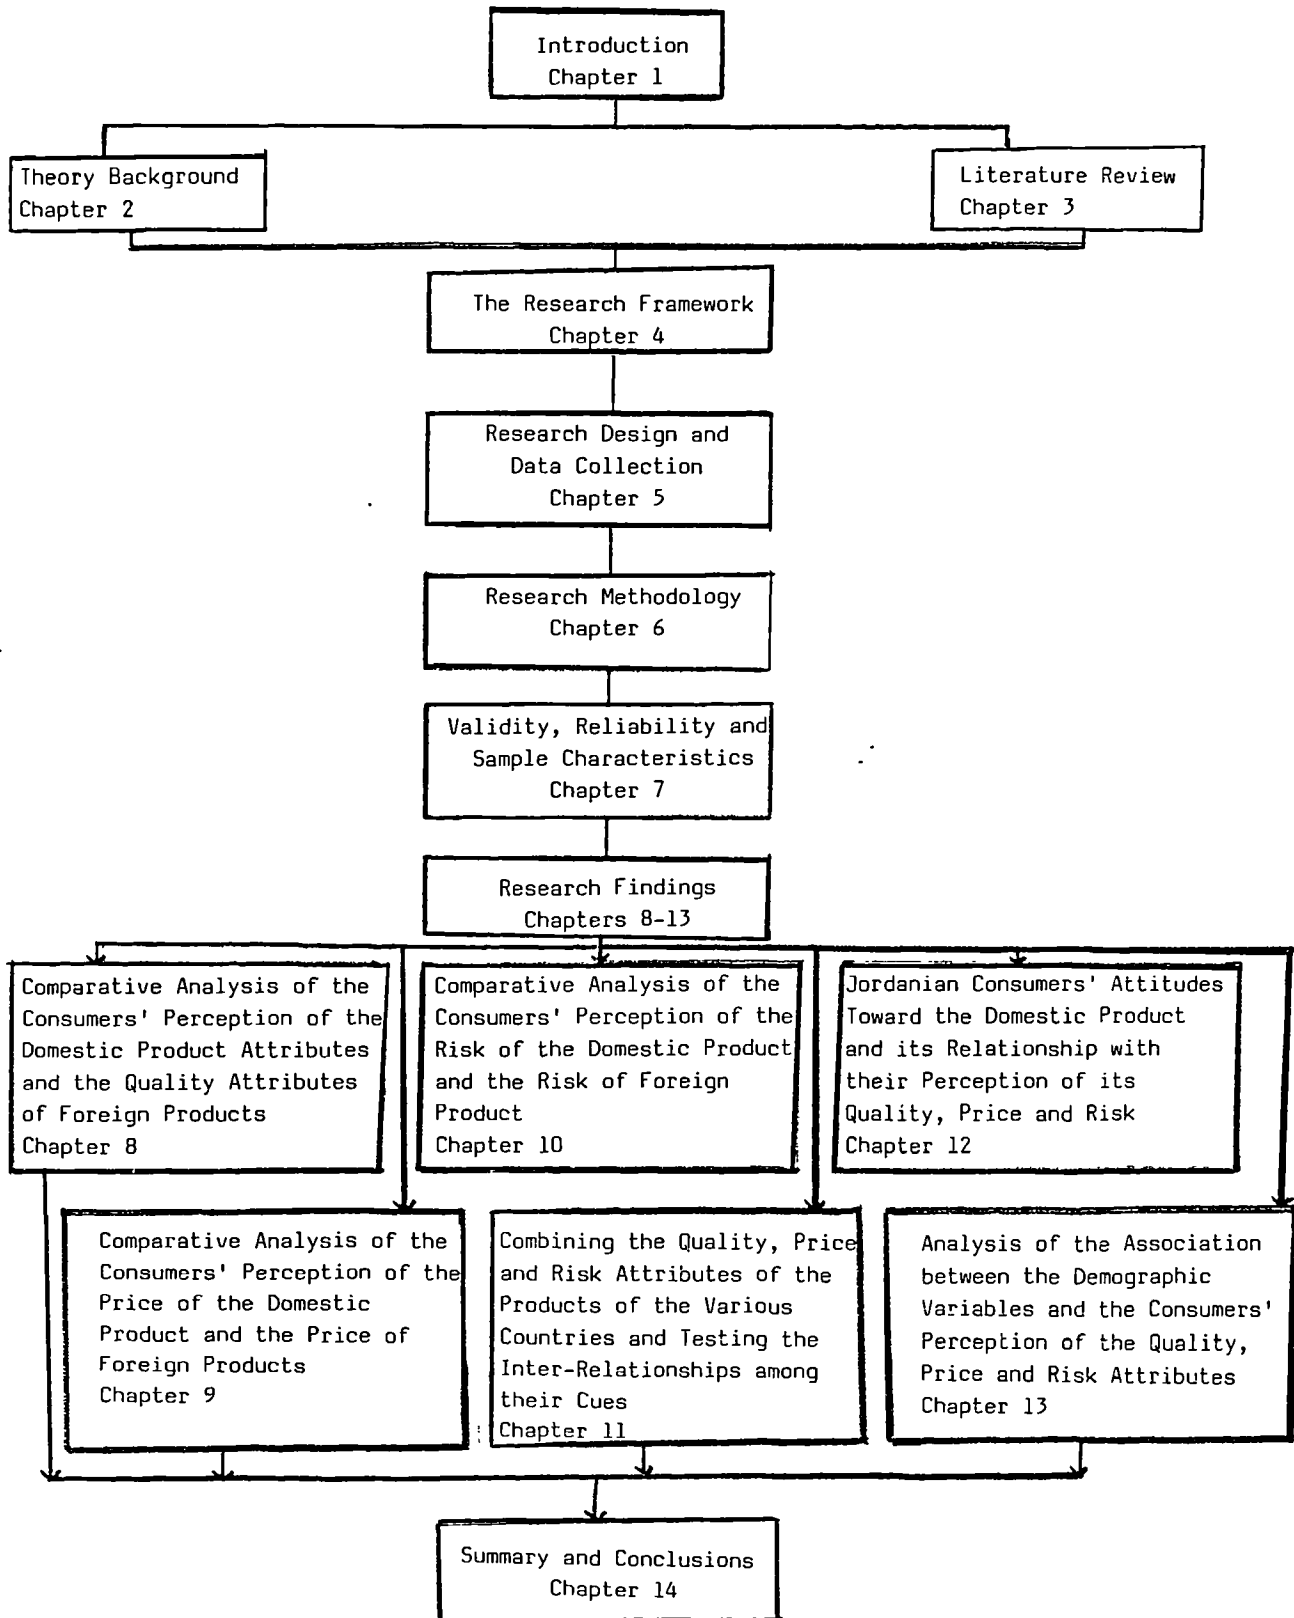 Introduction
Chapter 1
Theory Background
Chapter 2
Literature Review
Chapter 3
The Research Framework
Chapter 4
Research Design and
Data Collection
Chapter 5
Research Methodology
Chapter 6
Validity, Reliability and
Sample Characteristics
Chapter 7
Research Findings
Chapters 8-13
Comparative Analysis of the
Consumers' Perception of the
Domestic Product Attributes
and the Quality Attributes
of Foreign Products
Chapter 8
Comparative Analysis of the
Consumers' Perception of the
Risk of the Domestic Product
and the Risk of Foreign
Product
Chapter 10
Jordanian Consumers' Attitudes
Toward the Domestic Product
and its Relationship with
their Perception of its
Quality, Price and Risk
Chapter 12
Comparative Analysis of the
Consumers' Perception of the
Price of the Domestic
Product and the Price of
Foreign Products
Chapter 9
Combining the Quality, Price
and Risk Attributes of the
Products of the Various
Countries and Testing the
Inter-Relationships among
their Cues
Chapter 11
Analysis of the Association
between the Demographic
Variables and the Consumers'
Perception of the Quality,
Price and Risk Attributes
Chapter 13
Summary and Conclusions
Chapter 14